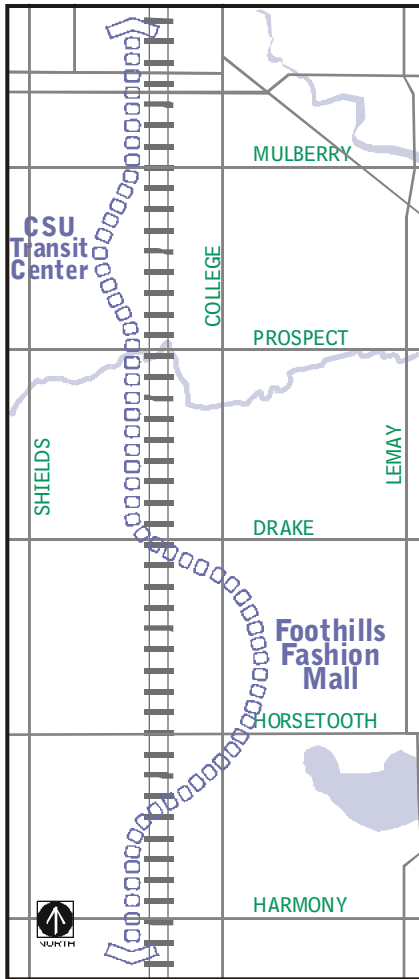 MULBERRY
CSU
Transit
Center
COLLEGE
PROSPECT
SHIELDS
LEMAY
DRAKE
Foothills
Fashion
Mall
HORSETOOTH
HARMONY
NORTH